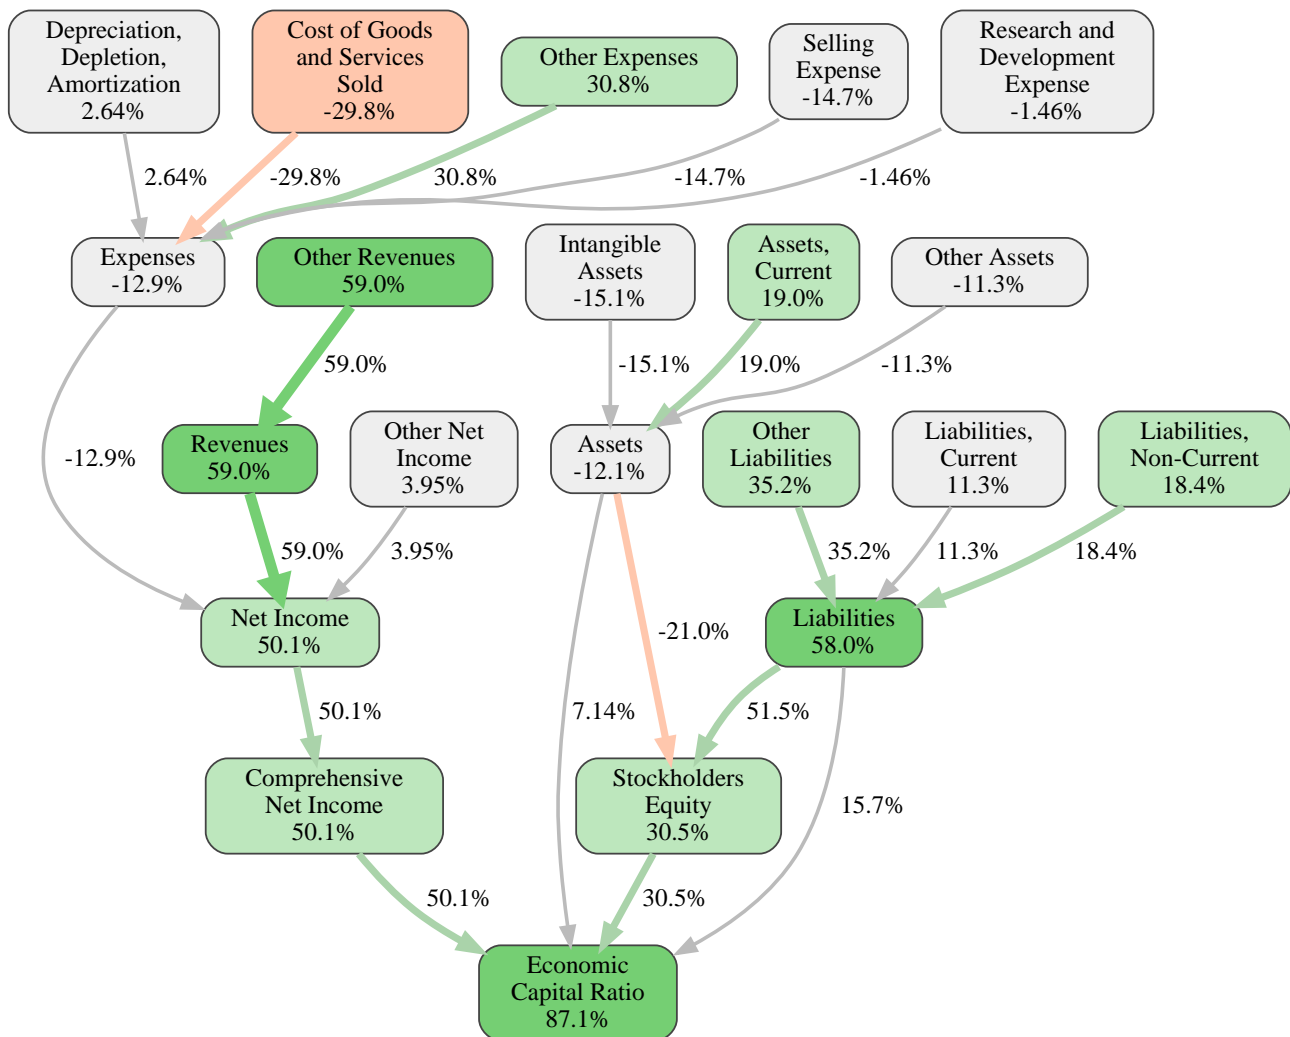 Depreciation,
Depletion,
Amortization
2.64%
Cost of Goods
and Services
Sold
-29.8%
Other Expenses
30.8%
Selling
Expense
-14.7%
Research and
Development
Expense
-1.46%
2.64%
-29.8%
30.8%
-14.7%
-1.46%
Expenses
-12.9%
Other Revenues
59.0%
Intangible
Assets
-15.1%
Assets,
Current
19.0%
Other Assets
-11.3%
59.0%
-15.1%
19.0%
-11.3%
-12.9%
Revenues
59.0%
Other Net
Income
3.95%
Assets
-12.1%
Other
Liabilities
35.2%
Liabilities,
Current
11.3%
Liabilities,
Non-Current
18.4%
59.0%
3.95%
35.2%
11.3%
18.4%
Net Income
50.1%
-21.0%
Liabilities
58.0%
50.1%
7.14%
51.5%
Comprehensive
Net Income
50.1%
Stockholders
Equity
30.5%
15.7%
50.1%
30.5%
Economic
Capital Ratio
87.1%